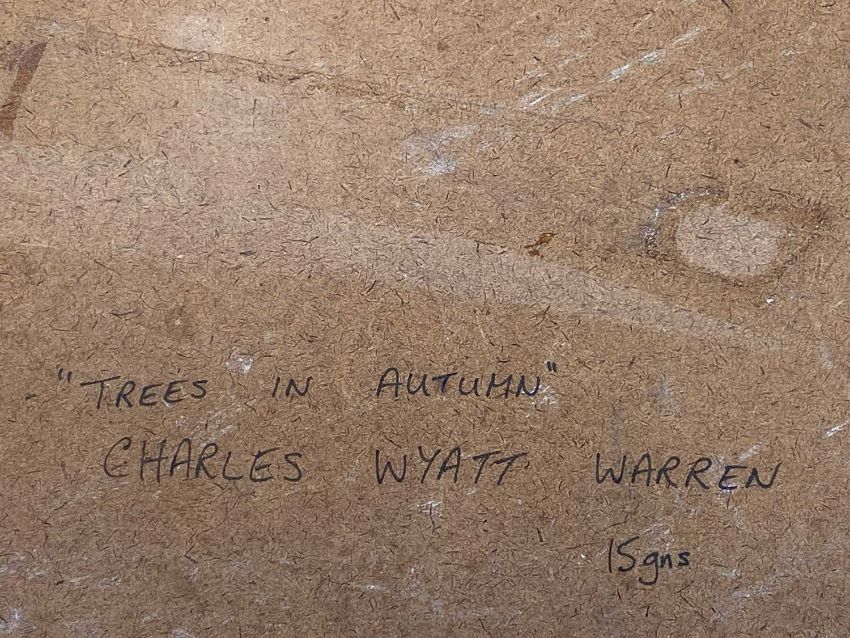 "TREES IN AUTUMN"
CHARLES WYATT WARREN
15gns